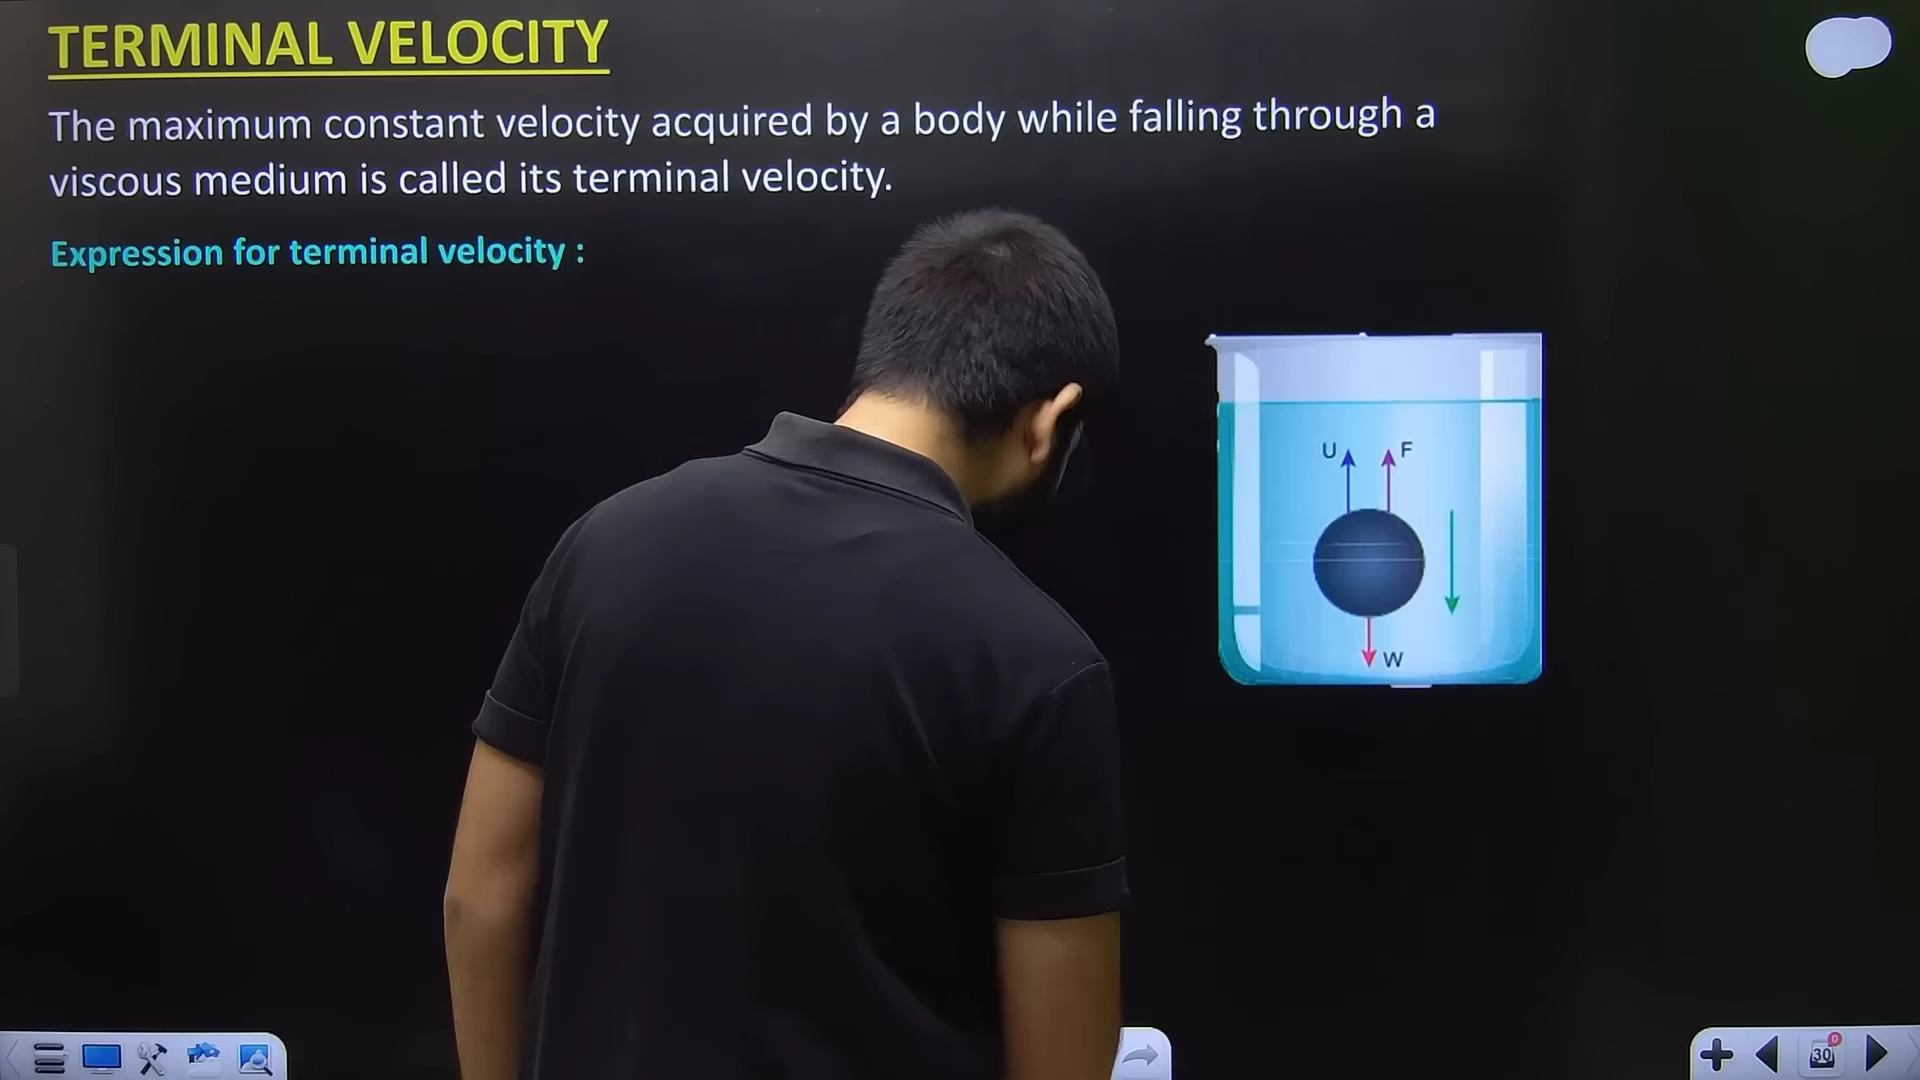 TERMINAL VELOCITY
The maximum constant velocity acquired by a body while falling through a
viscous medium is called its terminal velocity.
Expression for terminal velocity :
U F
W
30
0